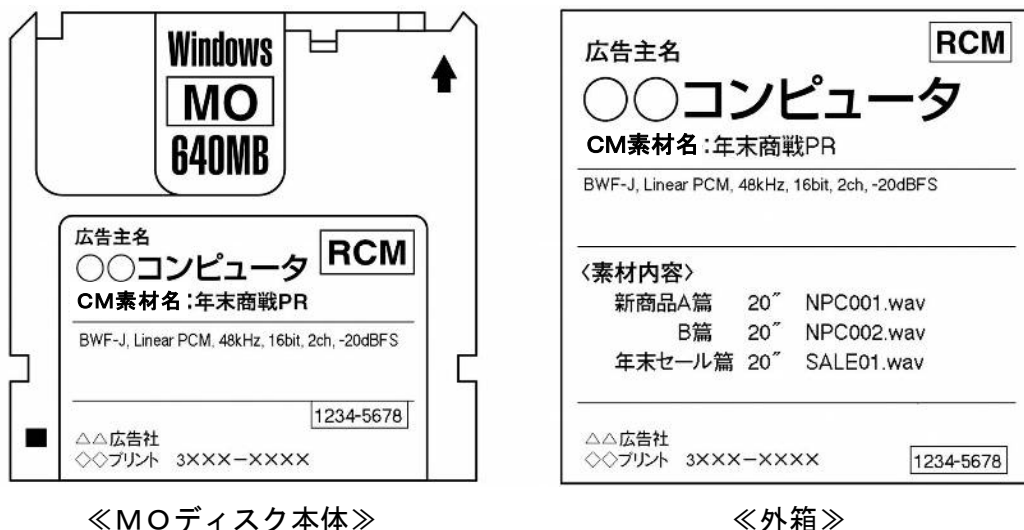 Windows
MO
640MB
広告主名
RCM
○○コンピュータ
CM素材名:年末商戦PR
BWF-J, Linear PCM, 48kHz, 16bit, 2ch, -20dBFS
1234-5678
△△広告社
◇◇プリント 3×××－××××
≪MOディスク本体≫
広告主名
RCM
○○コンピュータ
CM素材名:年末商戦PR
BWF-J, Linear PCM, 48kHz, 16bit, 2ch, -20dBFS
〈素材内容〉
新商品A篇 20″ NPC001.wav
B篇 20″ NPC002.wav
年末セール篇 20″ SALE01.wav
△△広告社
◇◇プリント 3×××－××××
1234-5678
≪外箱≫